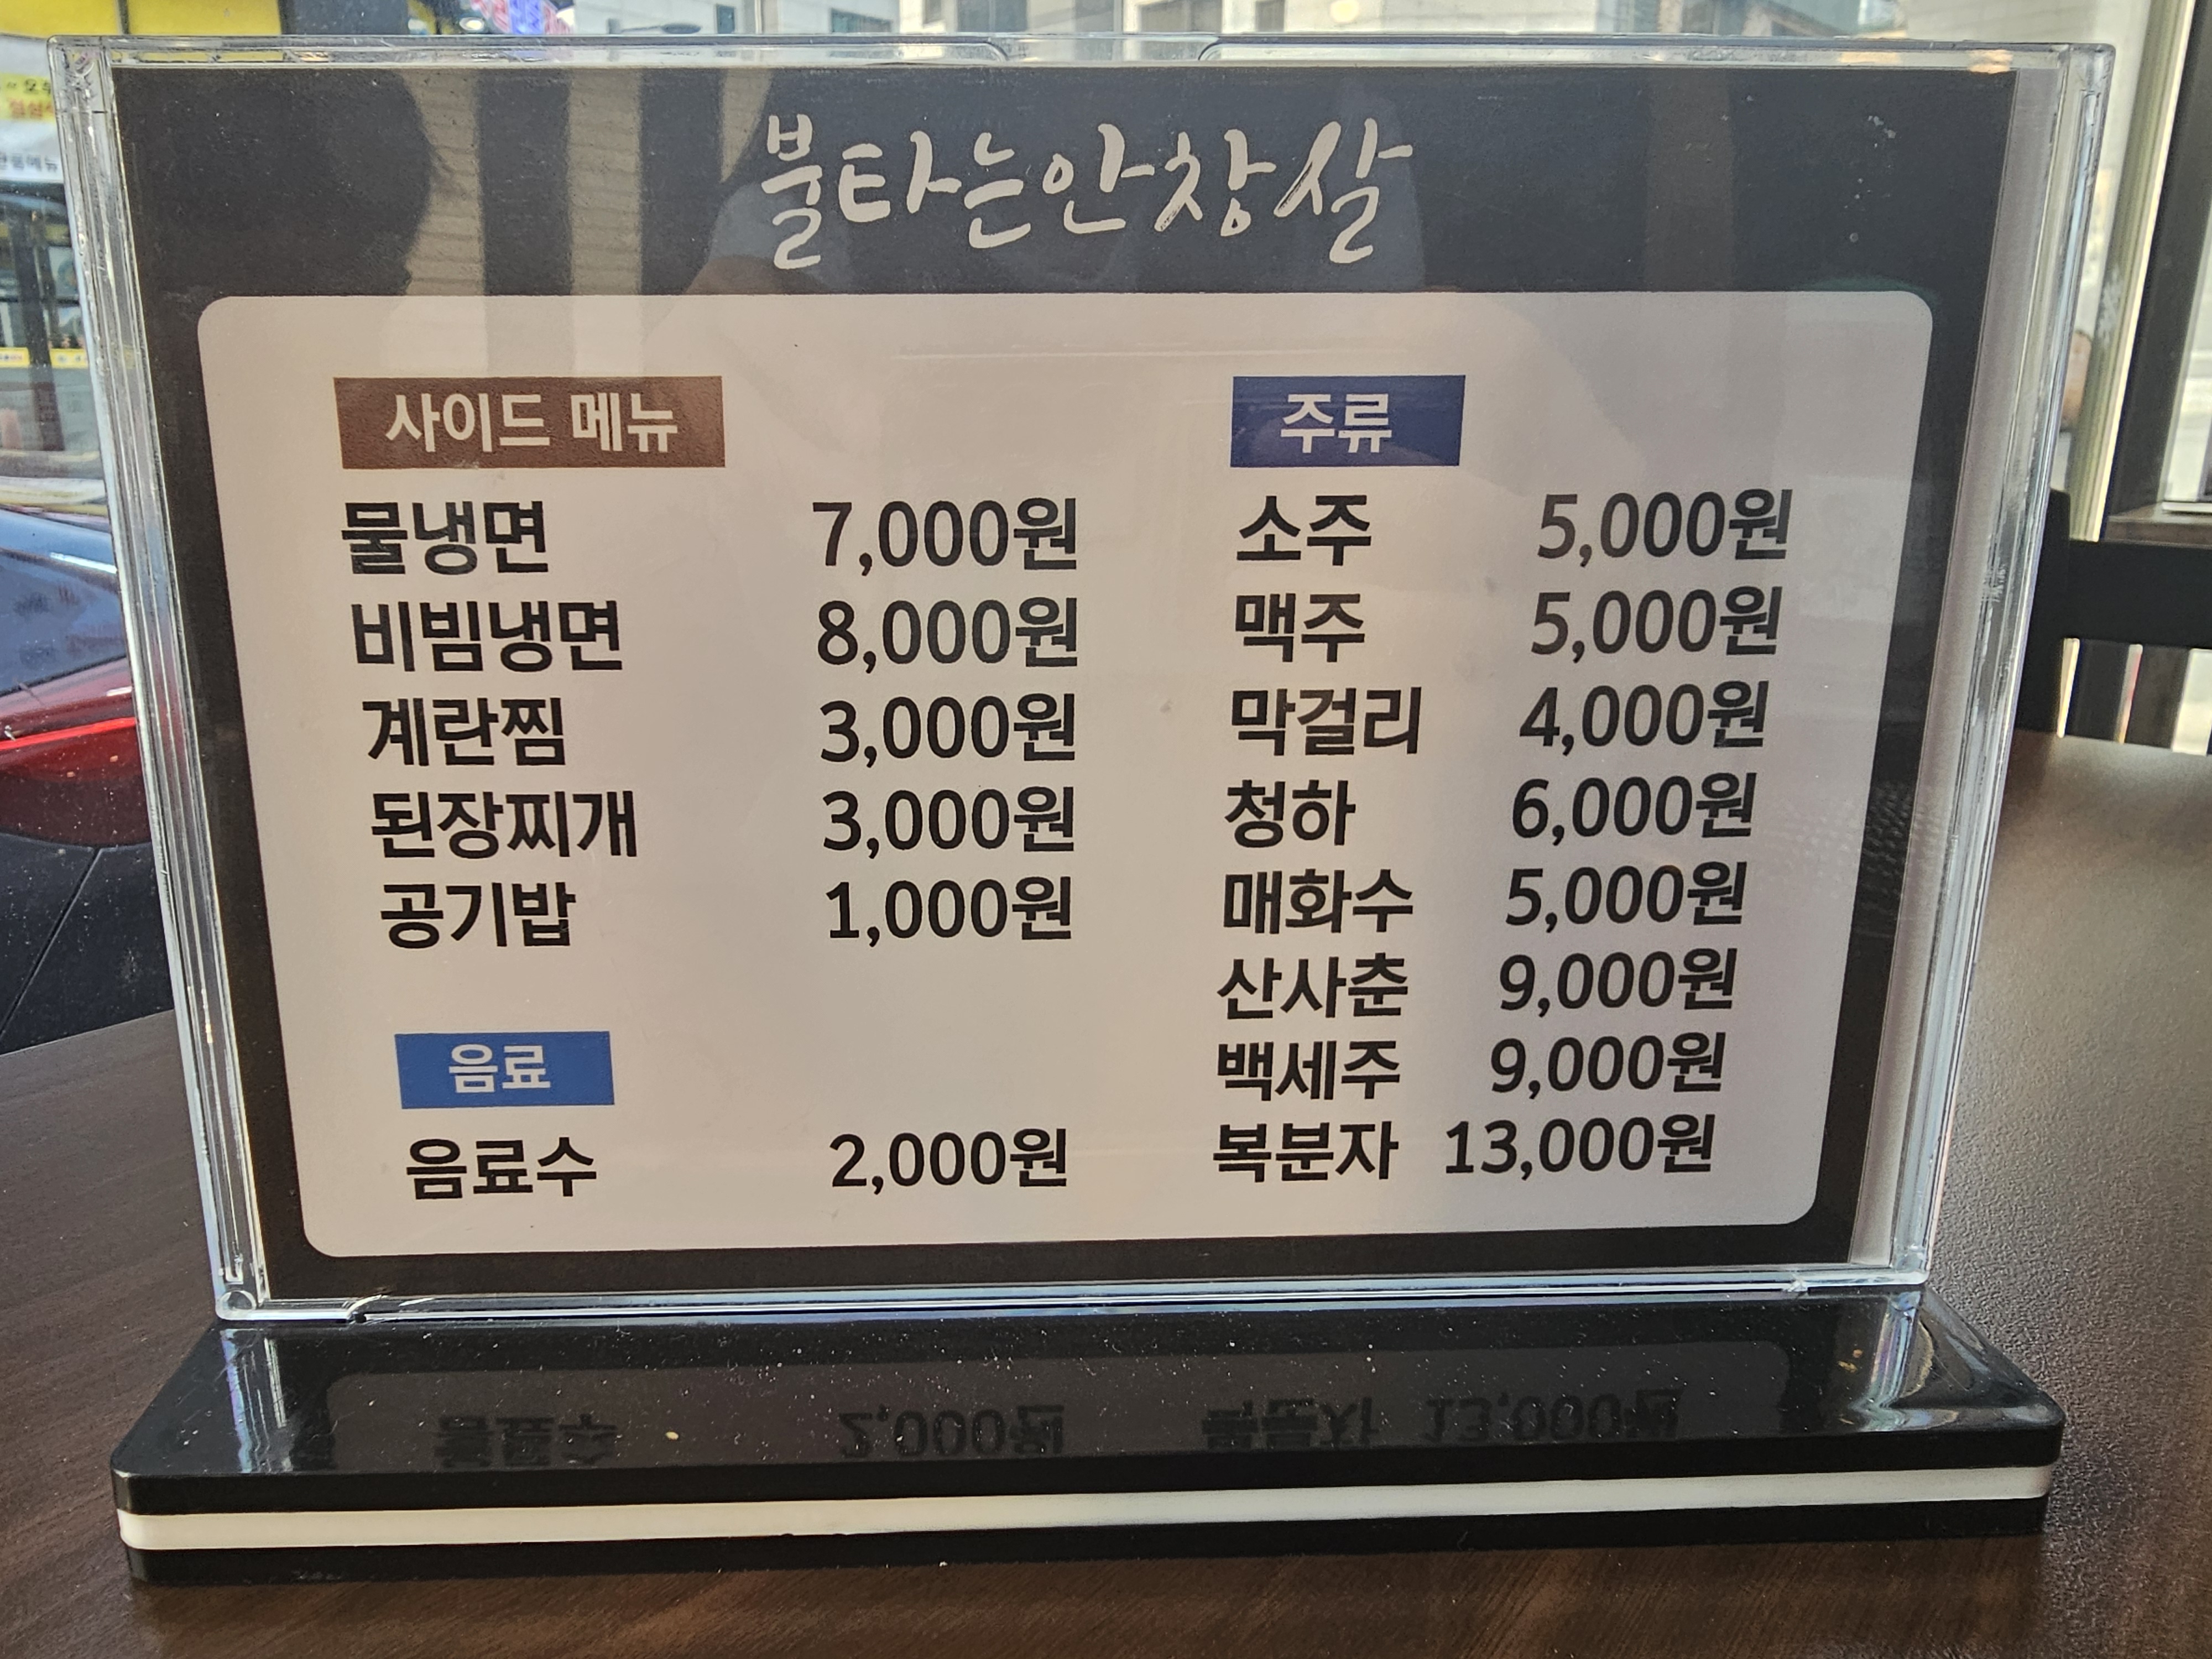 불타는안창살
사이드 메뉴
물냉면 7,000원
비빔냉면 8,000원
계란찜 3,000원
된장찌개 3,000원
공기밥 1,000원
음료
음료수 2,000원
주류
소주 5,000원
맥주 5,000원
막걸리 4,000원
청하 6,000원
매화수 5,000원
산사춘 9,000원
백세주 9,000원
복분자 13,000원